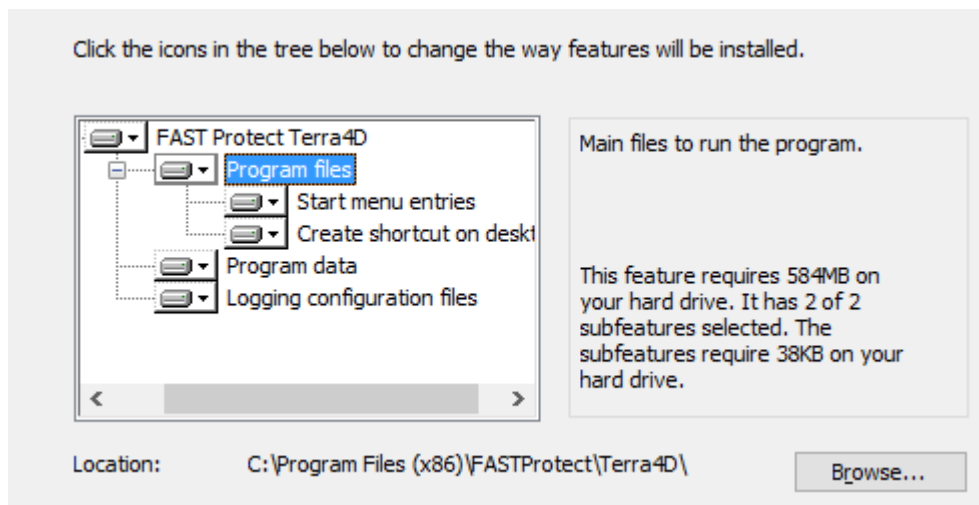 Click the icons in the tree below to change the way features will be installed.
FAST Protect Terra4D
Program files
Start menu entries
Create shortcut on deskt
Program data
Logging configuration files
Main files to run the program.
This feature requires 584MB on
your hard drive. It has 2 of 2
subfeatures selected. The
subfeatures require 38KB on your
hard drive.
Location: C:\Program Files (x86)\FASTProtect\Terra4D\
Browse...